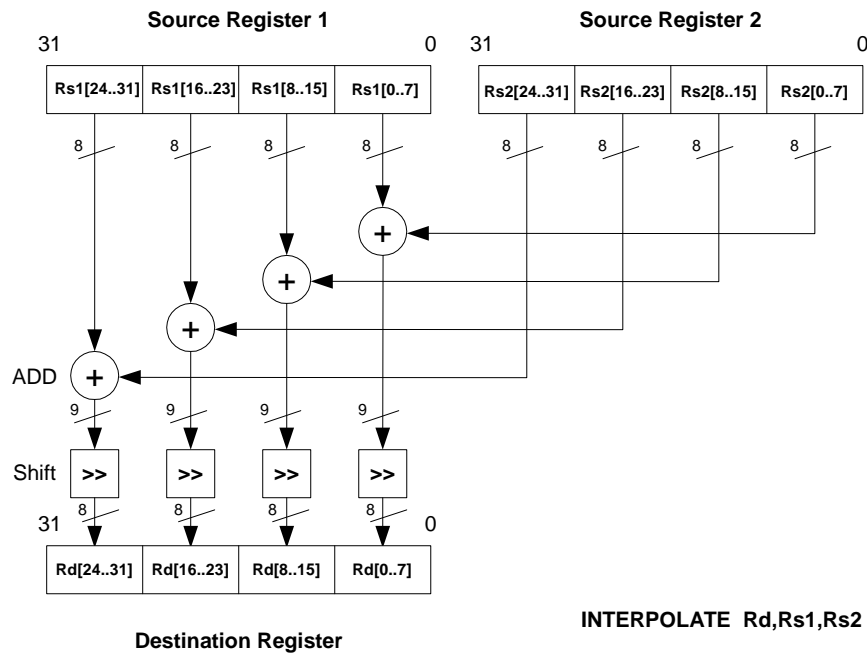 Source Register 1
Source Register 2
31 0 31 0
Rs1[24..31] Rs1[16..23] Rs1[8..15] Rs1[0..7] Rs2[24..31] Rs2[16..23] Rs2[8..15] Rs2[0..7]
8 8 8 8 8 8 8 8
+
+
+
ADD +
9 9 9 9
Shift >> >> >> >>
8 8 8 8
31 0
Rd[24..31] Rd[16..23] Rd[8..15] Rd[0..7]
INTERPOLATE Rd,Rs1,Rs2
Destination Register